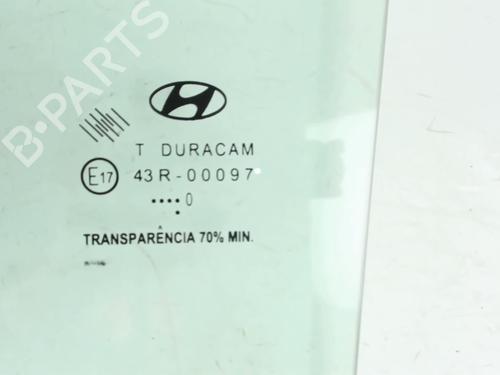 B-PARTS
T DURACAM
E17 43R-00097
....0
TRANSPARÊNCIA 70% MIN.